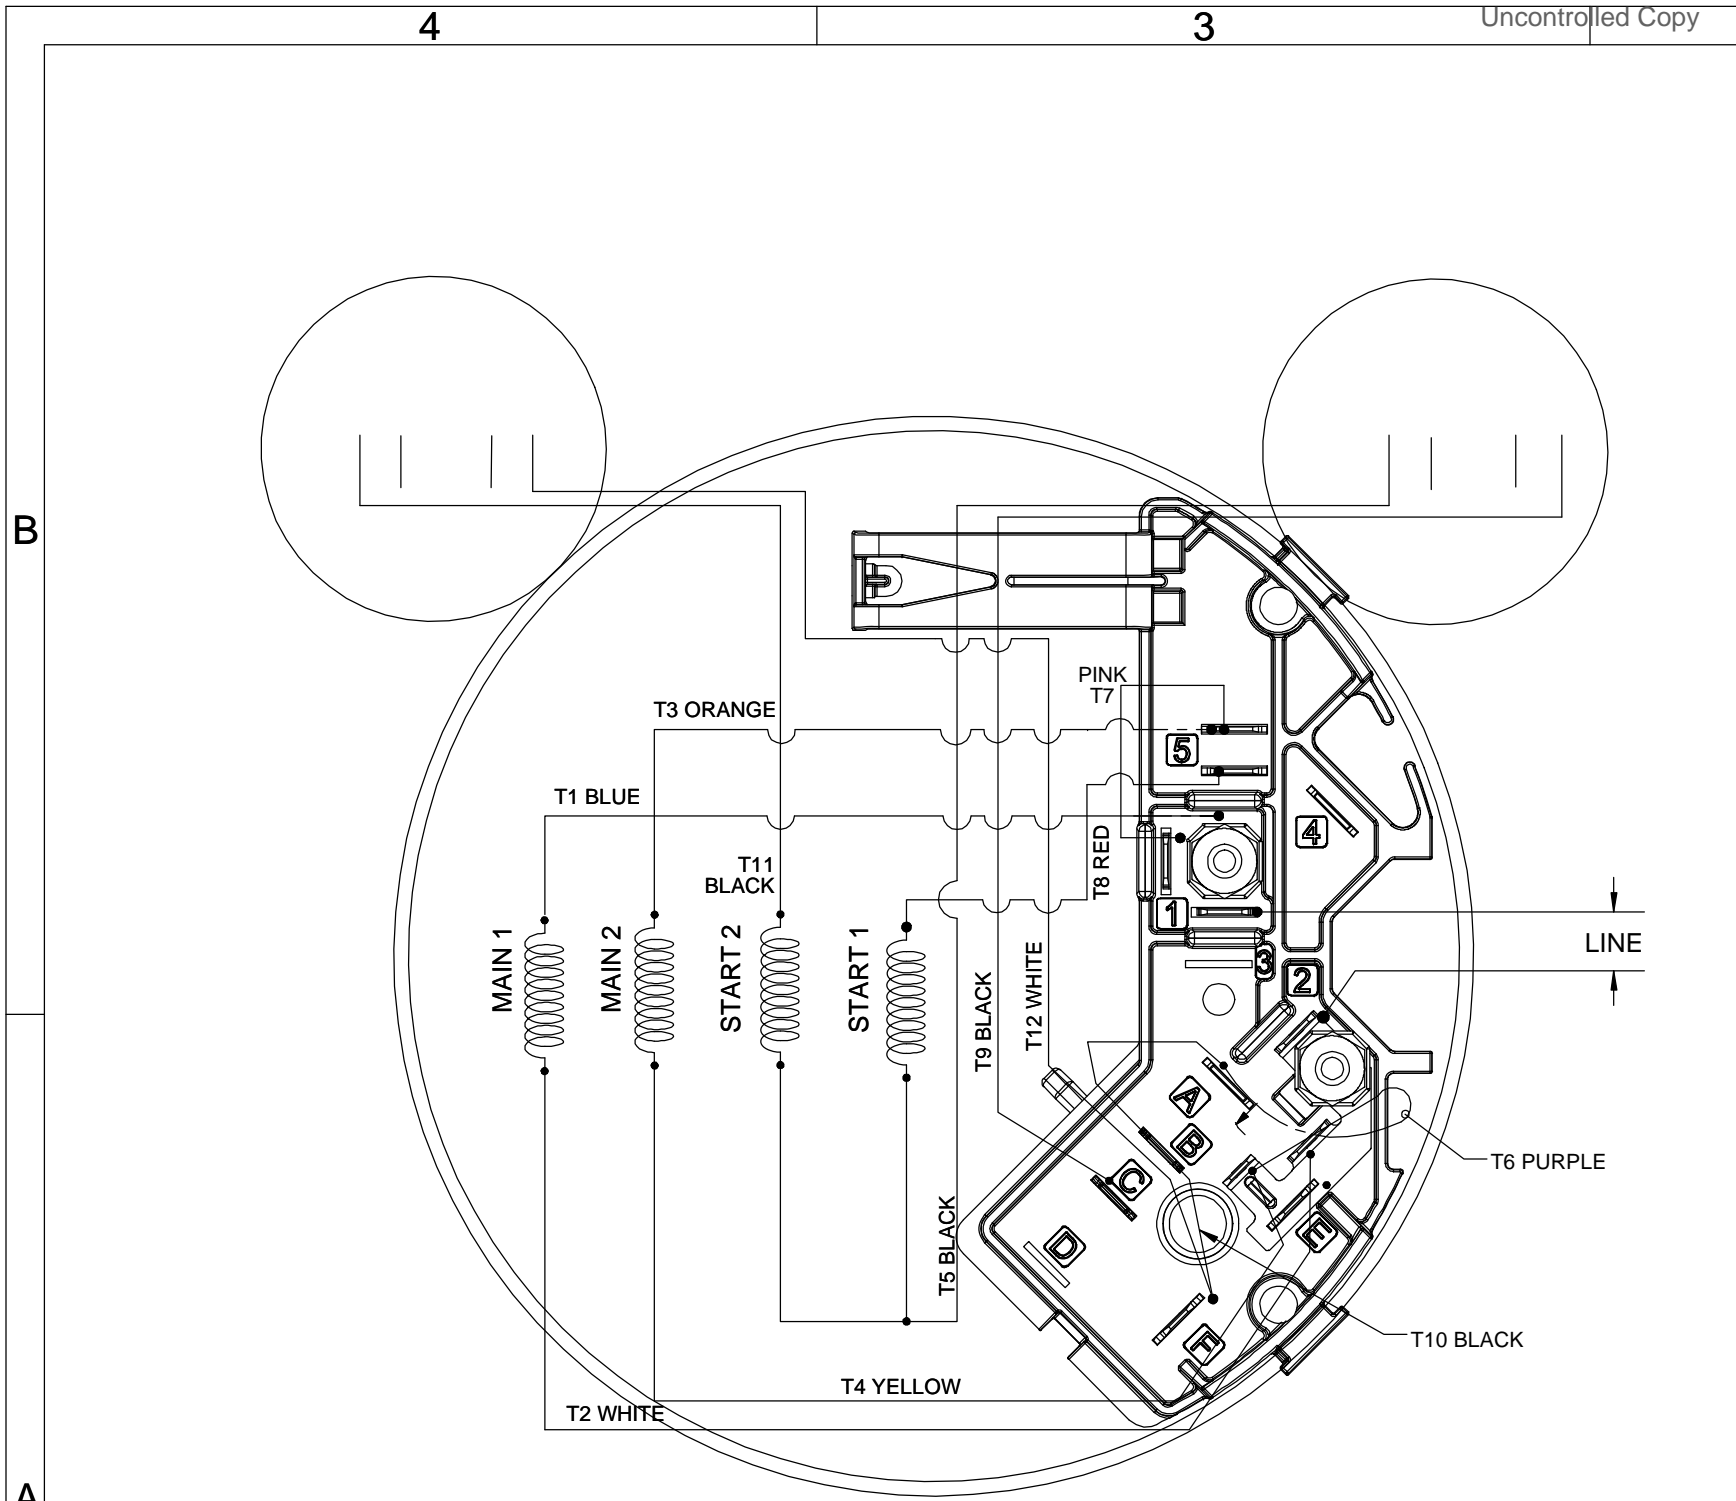 4
3
Uncontrolled Copy
B
PINK
T7
T3 ORANGE
5
T1 BLUE
4
T8 RED
T11
BLACK
1
LINE
MAIN 1
MAIN 2
START 2
START 1
T9 BLACK
T12 WHITE
3
2
A
B
T6 PURPLE
C
D
E
T5 BLACK
T10 BLACK
F
T4 YELLOW
T2 WHITE
A